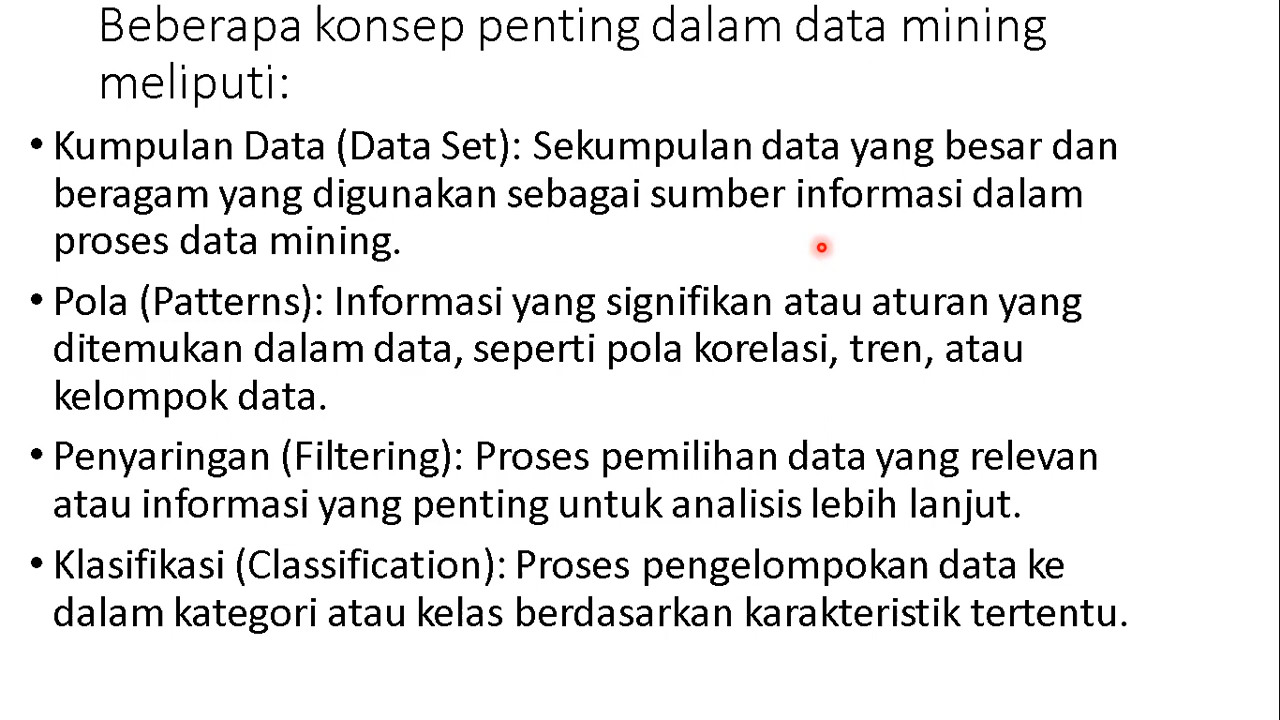 Beberapa konsep penting dalam data mining
meliputi:
• Kumpulan Data (Data Set): Sekumpulan data yang besar dan
beragam yang digunakan sebagai sumber informasi dalam
proses data mining.
• Pola (Patterns): Informasi yang signifikan atau aturan yang
ditemukan dalam data, seperti pola korelasi, tren, atau
kelompok data.
• Penyaringan (Filtering): Proses pemilihan data yang relevan
atau informasi yang penting untuk analisis lebih lanjut.
• Klasifikasi (Classification): Proses pengelompokan data ke
dalam kategori atau kelas berdasarkan karakteristik tertentu.